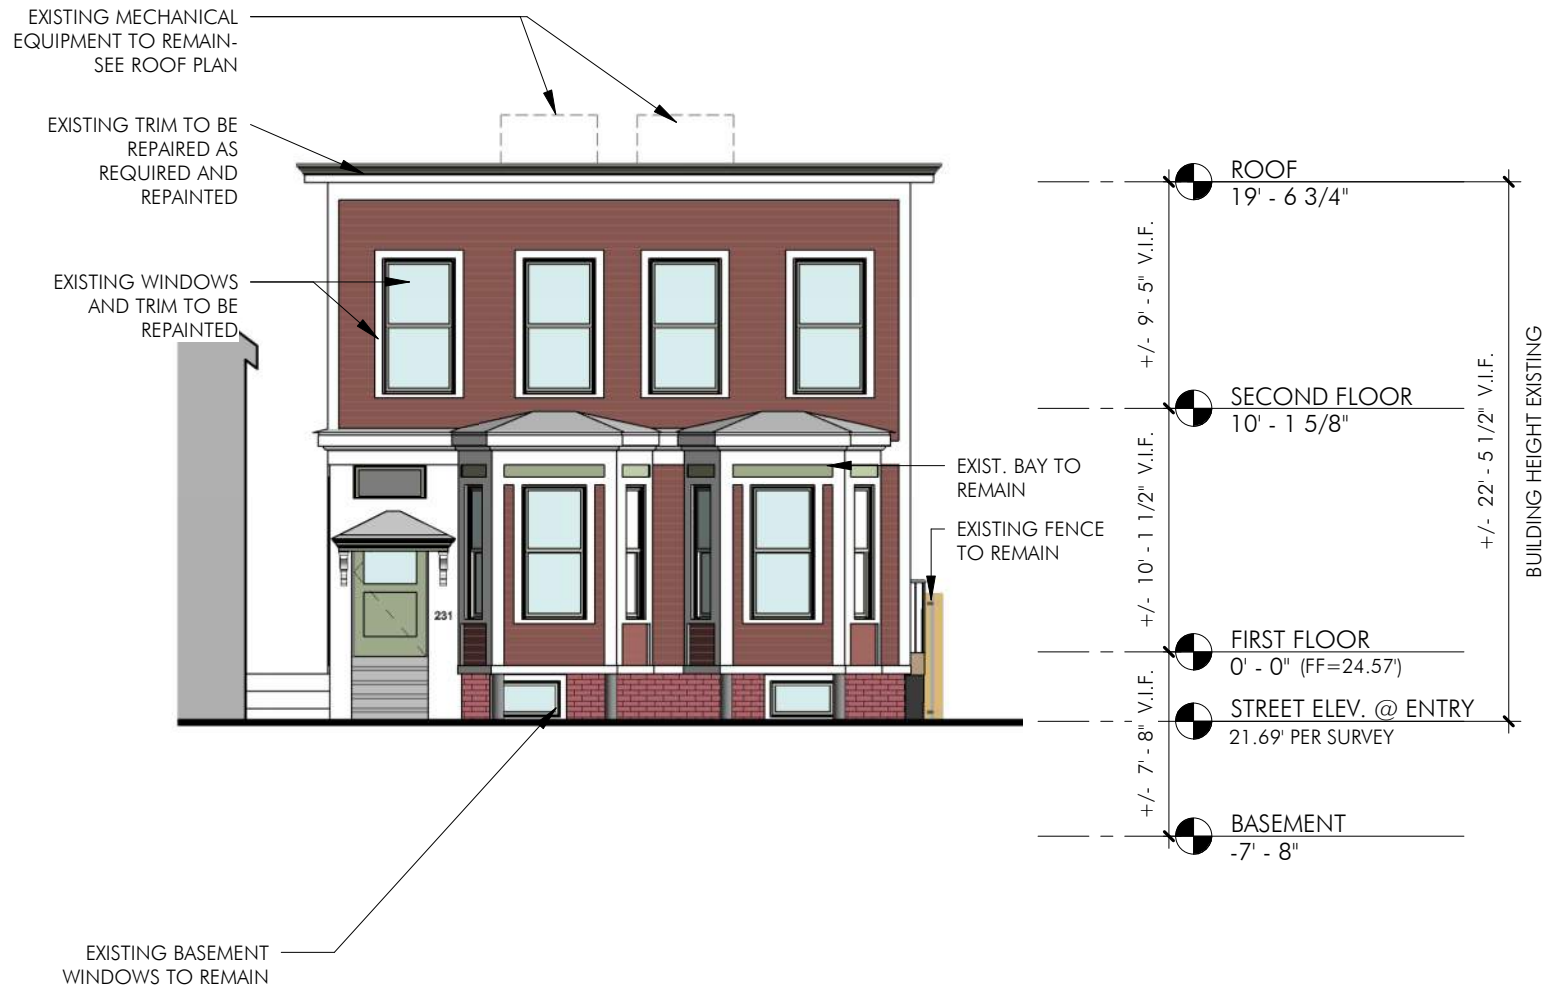 EXISTING MECHANICAL
EQUIPMENT TO REMAIN-
SEE ROOF PLAN
EXISTING TRIM TO BE
REPAIRED AS
REQUIRED AND
REPAINTED
EXISTING WINDOWS
AND TRIM TO BE
REPAINTED
231
EXIST. BAY TO
REMAIN
EXISTING FENCE
TO REMAIN
EXISTING BASEMENT
WINDOWS TO REMAIN
+/- 9' - 5" V.I.F.
+/- 10' - 1 1/2" V.I.F.
+/- 7' - 8" V.I.F.
ROOF
19' - 6 3/4"
SECOND FLOOR
10' - 1 5/8"
FIRST FLOOR
0' - 0" (FF=24.57')
STREET ELEV. @ ENTRY
21.69' PER SURVEY
BASEMENT
-7' - 8"
+/- 22' - 5 1/2" V.I.F.
BUILDING HEIGHT EXISTING